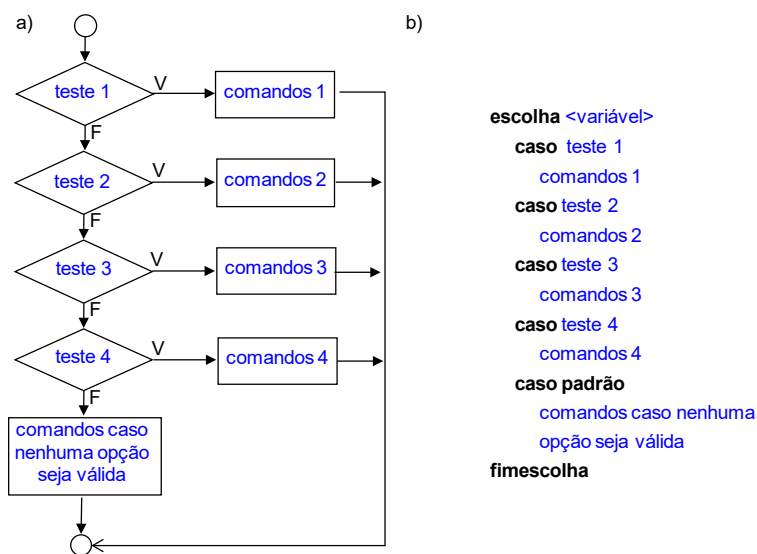 a)
teste 1
V
comandos 1
F
teste 2
V
comandos 2
F
teste 3
V
comandos 3
F
teste 4
V
comandos 4
F
comandos caso
nenhuma opção
seja válida
b)
escolha <variável>
caso teste 1
comandos 1
caso teste 2
comandos 2
caso teste 3
comandos 3
caso teste 4
comandos 4
caso padrão
comandos caso nenhuma
opção seja válida
fimescolha